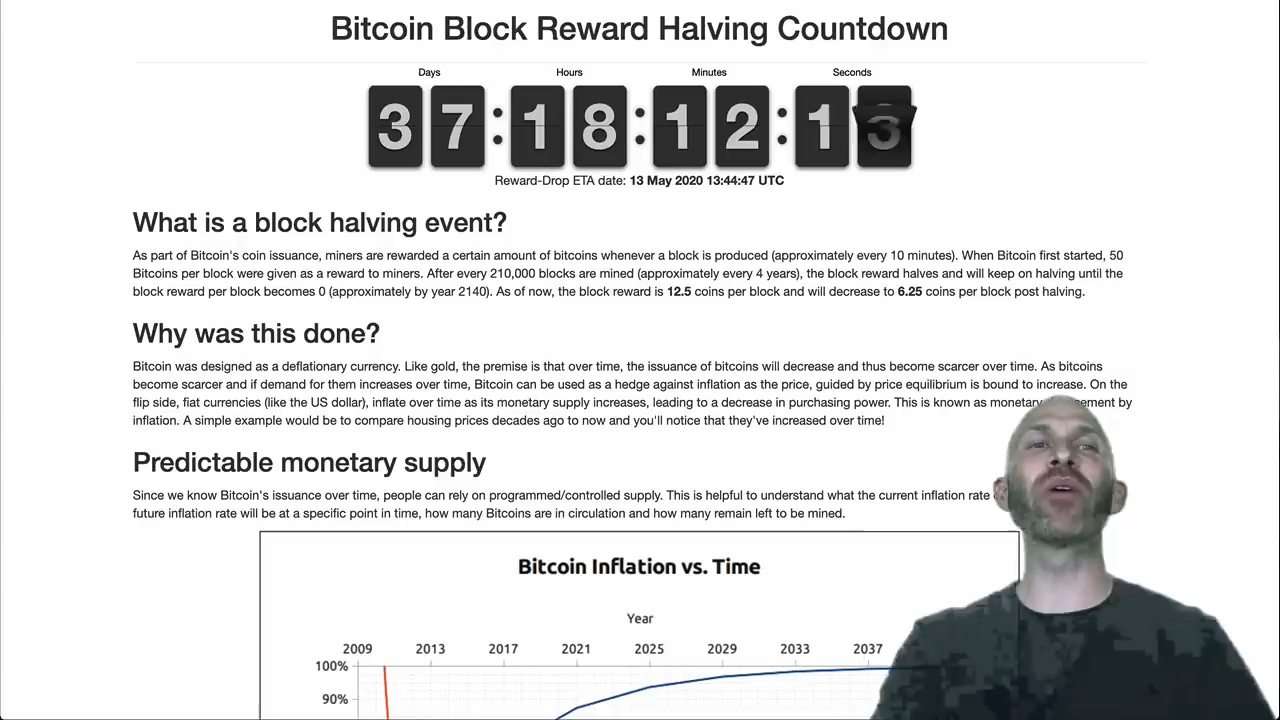 Bitcoin Block Reward Halving Countdown
Days Hours Minutes Seconds
37:18:12:13
Reward-Drop ETA date: 13 May 2020 13:44:47 UTC
What is a block halving event?
As part of Bitcoin's coin issuance, miners are rewarded a certain amount of bitcoins whenever a block is produced (approximately every 10 minutes). When Bitcoin first started, 50
Bitcoins per block were given as a reward to miners. After every 210,000 blocks are mined (approximately every 4 years), the block reward halves and will keep on halving until the
block reward per block becomes 0 (approximately by year 2140). As of now, the block reward is 12.5 coins per block and will decrease to 6.25 coins per block post halving.
Why was this done?
Bitcoin was designed as a deflationary currency. Like gold, the premise is that over time, the issuance of bitcoins will decrease and thus become scarcer over time. As bitcoins
become scarcer and if demand for them increases over time, Bitcoin can be used as a hedge against inflation as the price, guided by price equilibrium is bound to increase. On the
flip side, fiat currencies (like the US dollar), inflate over time as its monetary supply increases, leading to a decrease in purchasing power. This is known as monetary by
inflation. A simple example would be to compare housing prices decades ago to now and you'll notice that they've increased over time!
Predictable monetary supply
Since we know Bitcoin's issuance over time, people can rely on programmed/controlled supply. This is helpful to understand what the current inflation rate
future inflation rate will be at a specific point in time, how many Bitcoins are in circulation and how many remain left to be mined.
Bitcoin Inflation vs. Time
Year
2009 2013 2017 2021 2025 2029 2033 2037
100%
90%